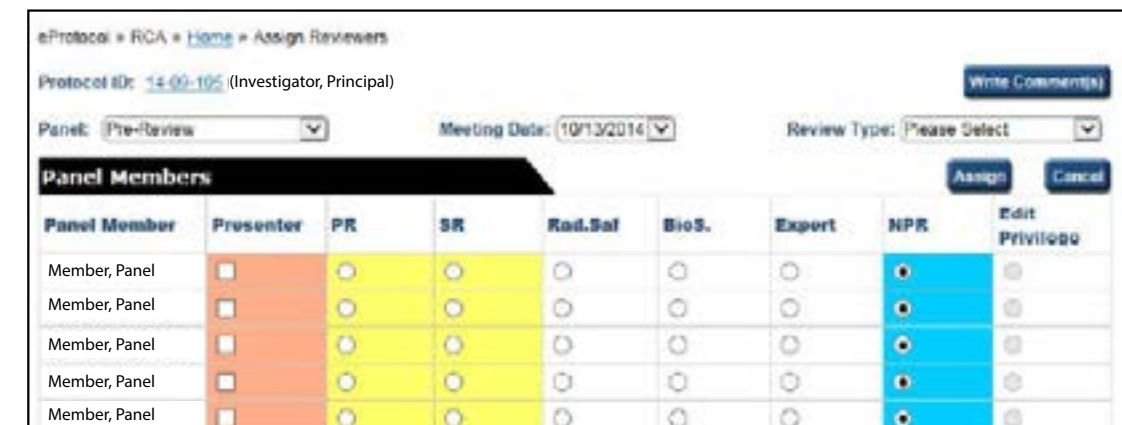 eProtocol » RCA » Home » Assign Reviewers
Protocol ID: 14-09-105 (Investigator, Principal)
Write Comment(s)
Panel: Pre-Review Meeting Date: 10/13/2014 Review Type: Please Select
Panel Members Assign Cancel
Panel Member Presenter PR SR Rad.Saf BioS. Expert NPR Edit Privilege
Member, Panel
Member, Panel
Member, Panel
Member, Panel
Member, Panel